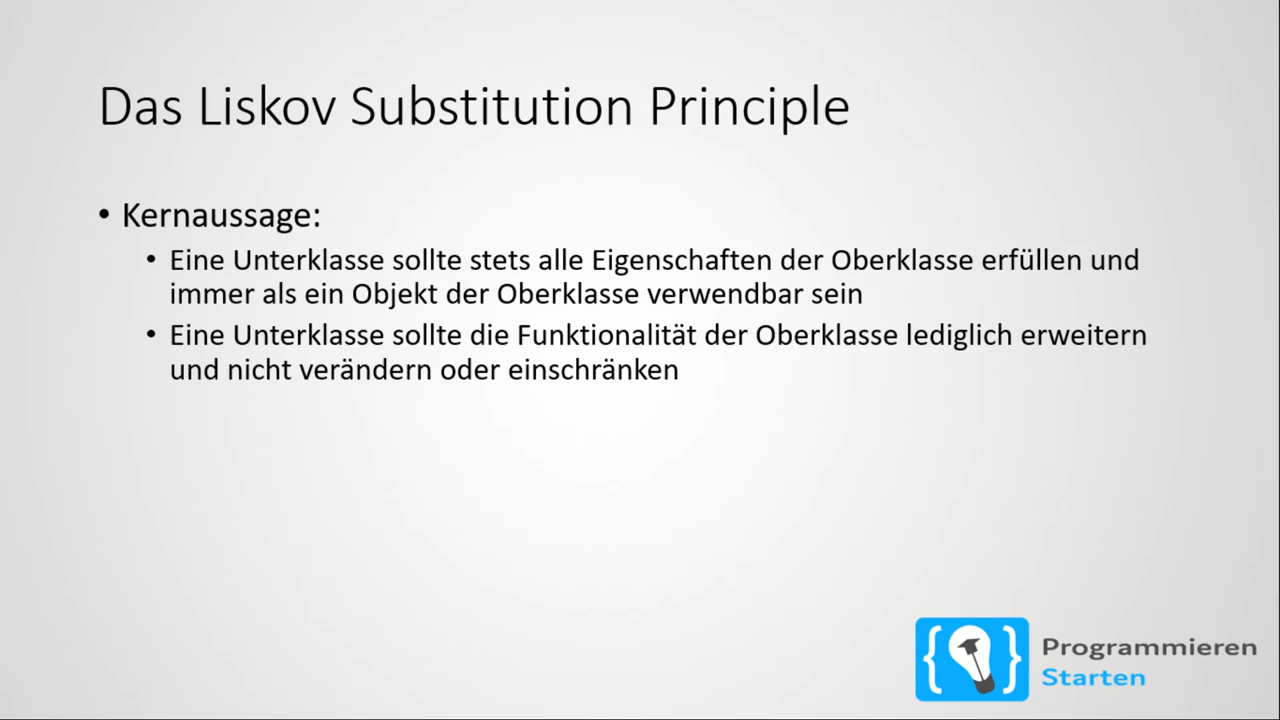 Das Liskov Substitution Principle
• Kernaussage:
• Eine Unterklasse sollte stets alle Eigenschaften der Oberklasse erfüllen und
immer als ein Objekt der Oberklasse verwendbar sein
• Eine Unterklasse sollte die Funktionalität der Oberklasse lediglich erweitern
und nicht verändern oder einschränken
{ }
Programmieren
Starten